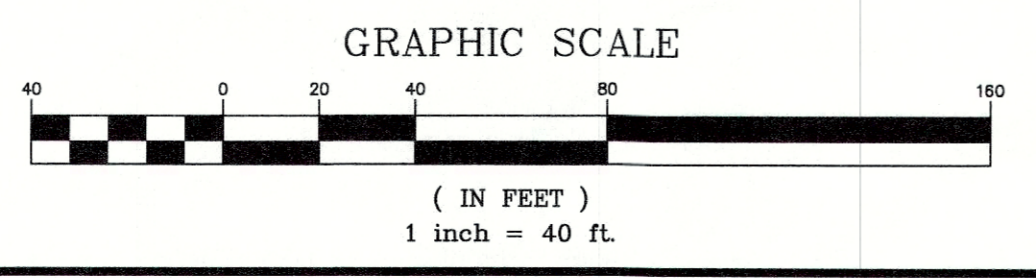 GRAPHIC SCALE
40 0 20 40 80 160
( IN FEET )
1 inch = 40 ft.